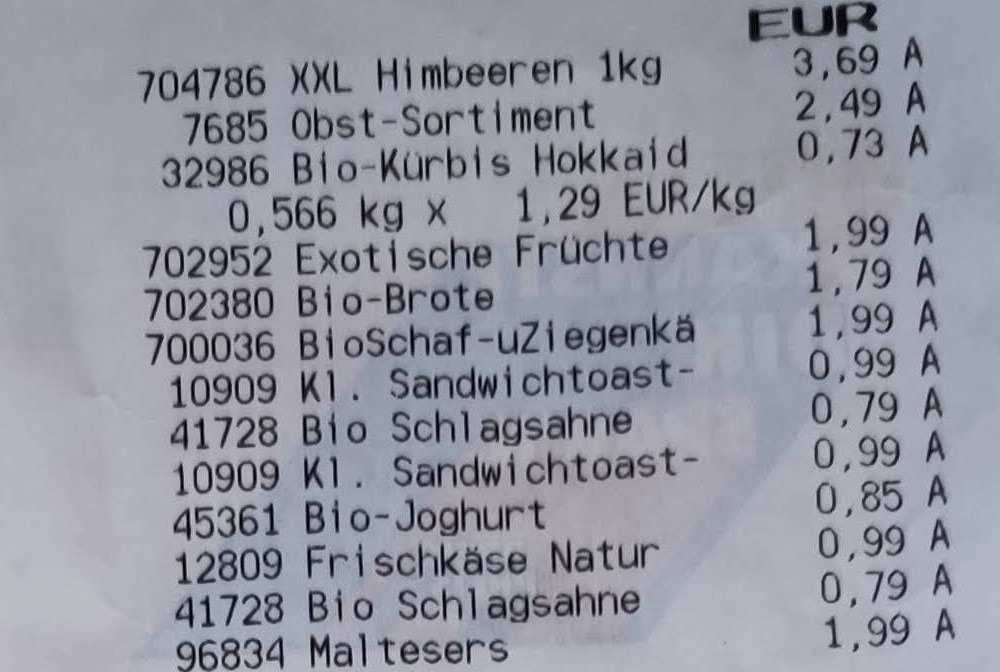 EUR
704786 XXL Himbeeren 1kg 3,69 A
7685 Obst-Sortiment 2,49 A
32986 Bio-Kürbis Hokkaid 0,73 A
0,566 kg x 1,29 EUR/kg
702952 Exotische Früchte 1,99 A
702380 Bio-Brote 1,79 A
700036 BioSchaf-uZiegenkä 1,99 A
10909 Kl. Sandwichtoast- 0,99 A
41728 Bio Schlagsahne 0,79 A
10909 Kl. Sandwichtoast- 0,99 A
45361 Bio-Joghurt 0,85 A
12809 Frischkäse Natur 0,99 A
41728 Bio Schlagsahne 0,79 A
96834 Maltesers 1,99 A